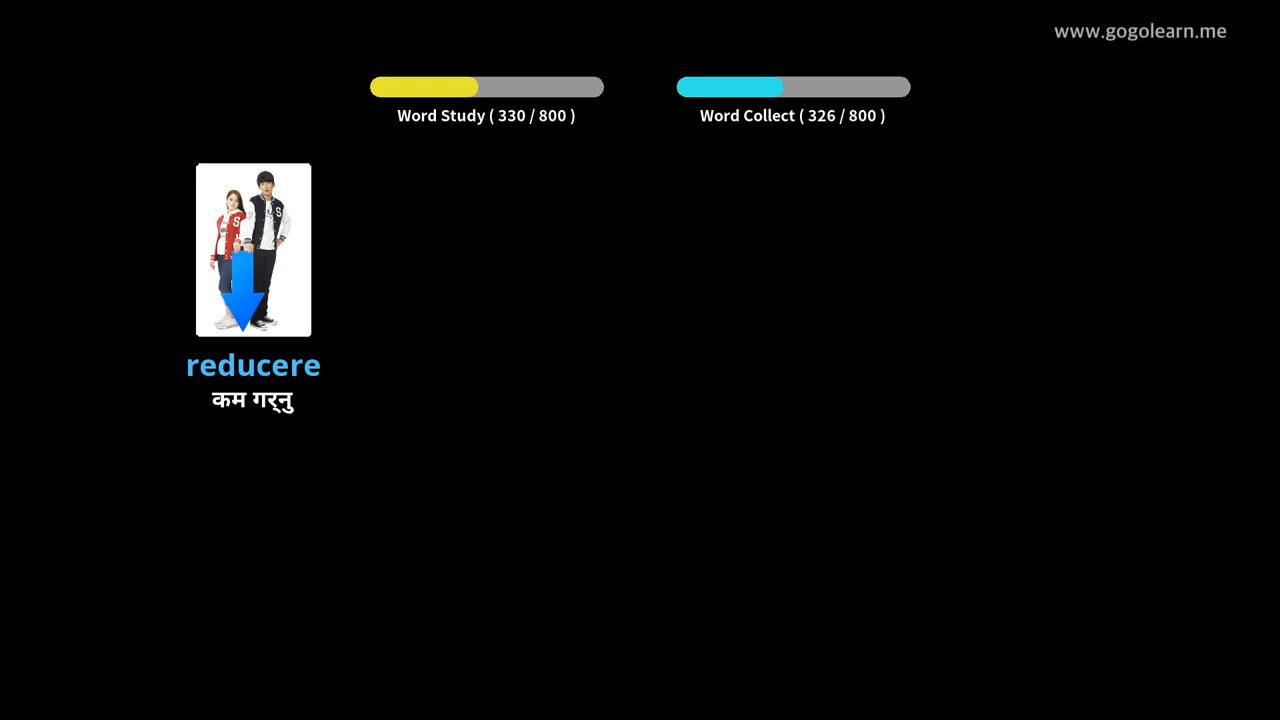 www.gogolearn.me
Word Study ( 330 / 800 )
Word Collect ( 326 / 800 )
S
S
reducere
कम गर्नु